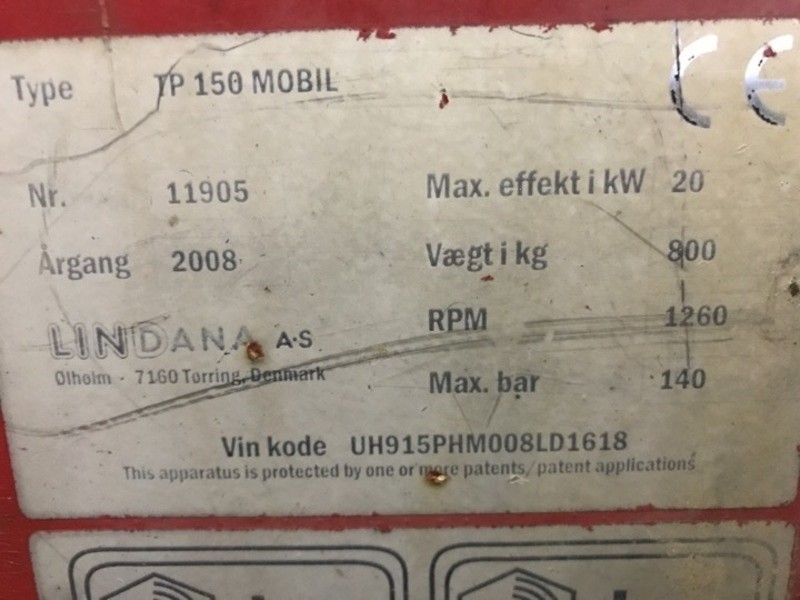 Type TP 150 MOBIL CE
Nr. 11905 Max. effekt i kW 20
Årgang 2008 Vægt i kg 800
LINDANA A·S RPM 1260
Ølholm · 7160 Tørring, Denmark Max. bar 140
Vin kode UH915PHM008LD1618
This apparatus is protected by one or more patents/patent applications